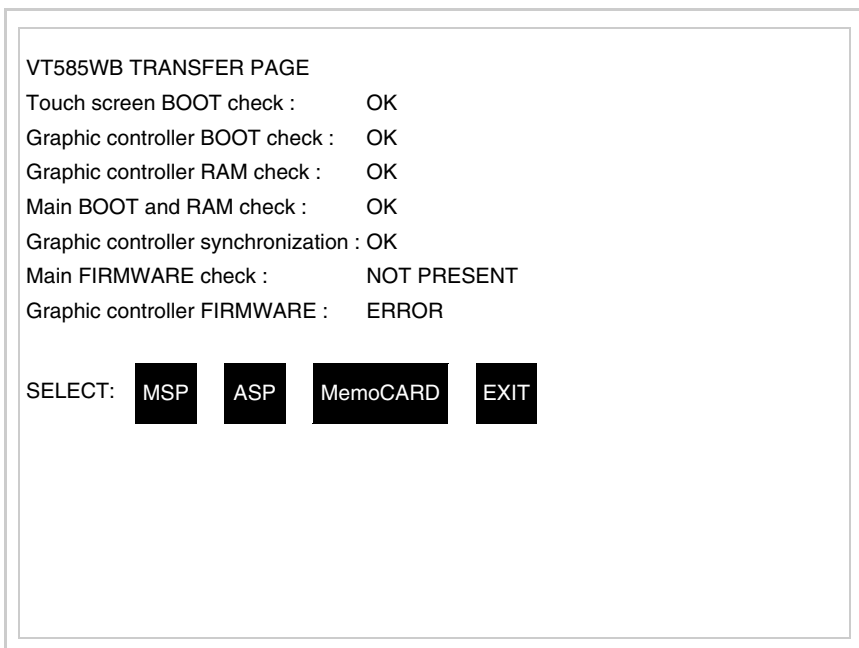 VT585WB TRANSFER PAGE
Touch screen BOOT check : OK
Graphic controller BOOT check : OK
Graphic controller RAM check : OK
Main BOOT and RAM check : OK
Graphic controller synchronization : OK
Main FIRMWARE check : NOT PRESENT
Graphic controller FIRMWARE : ERROR
SELECT: MSP ASP MemoCARD EXIT